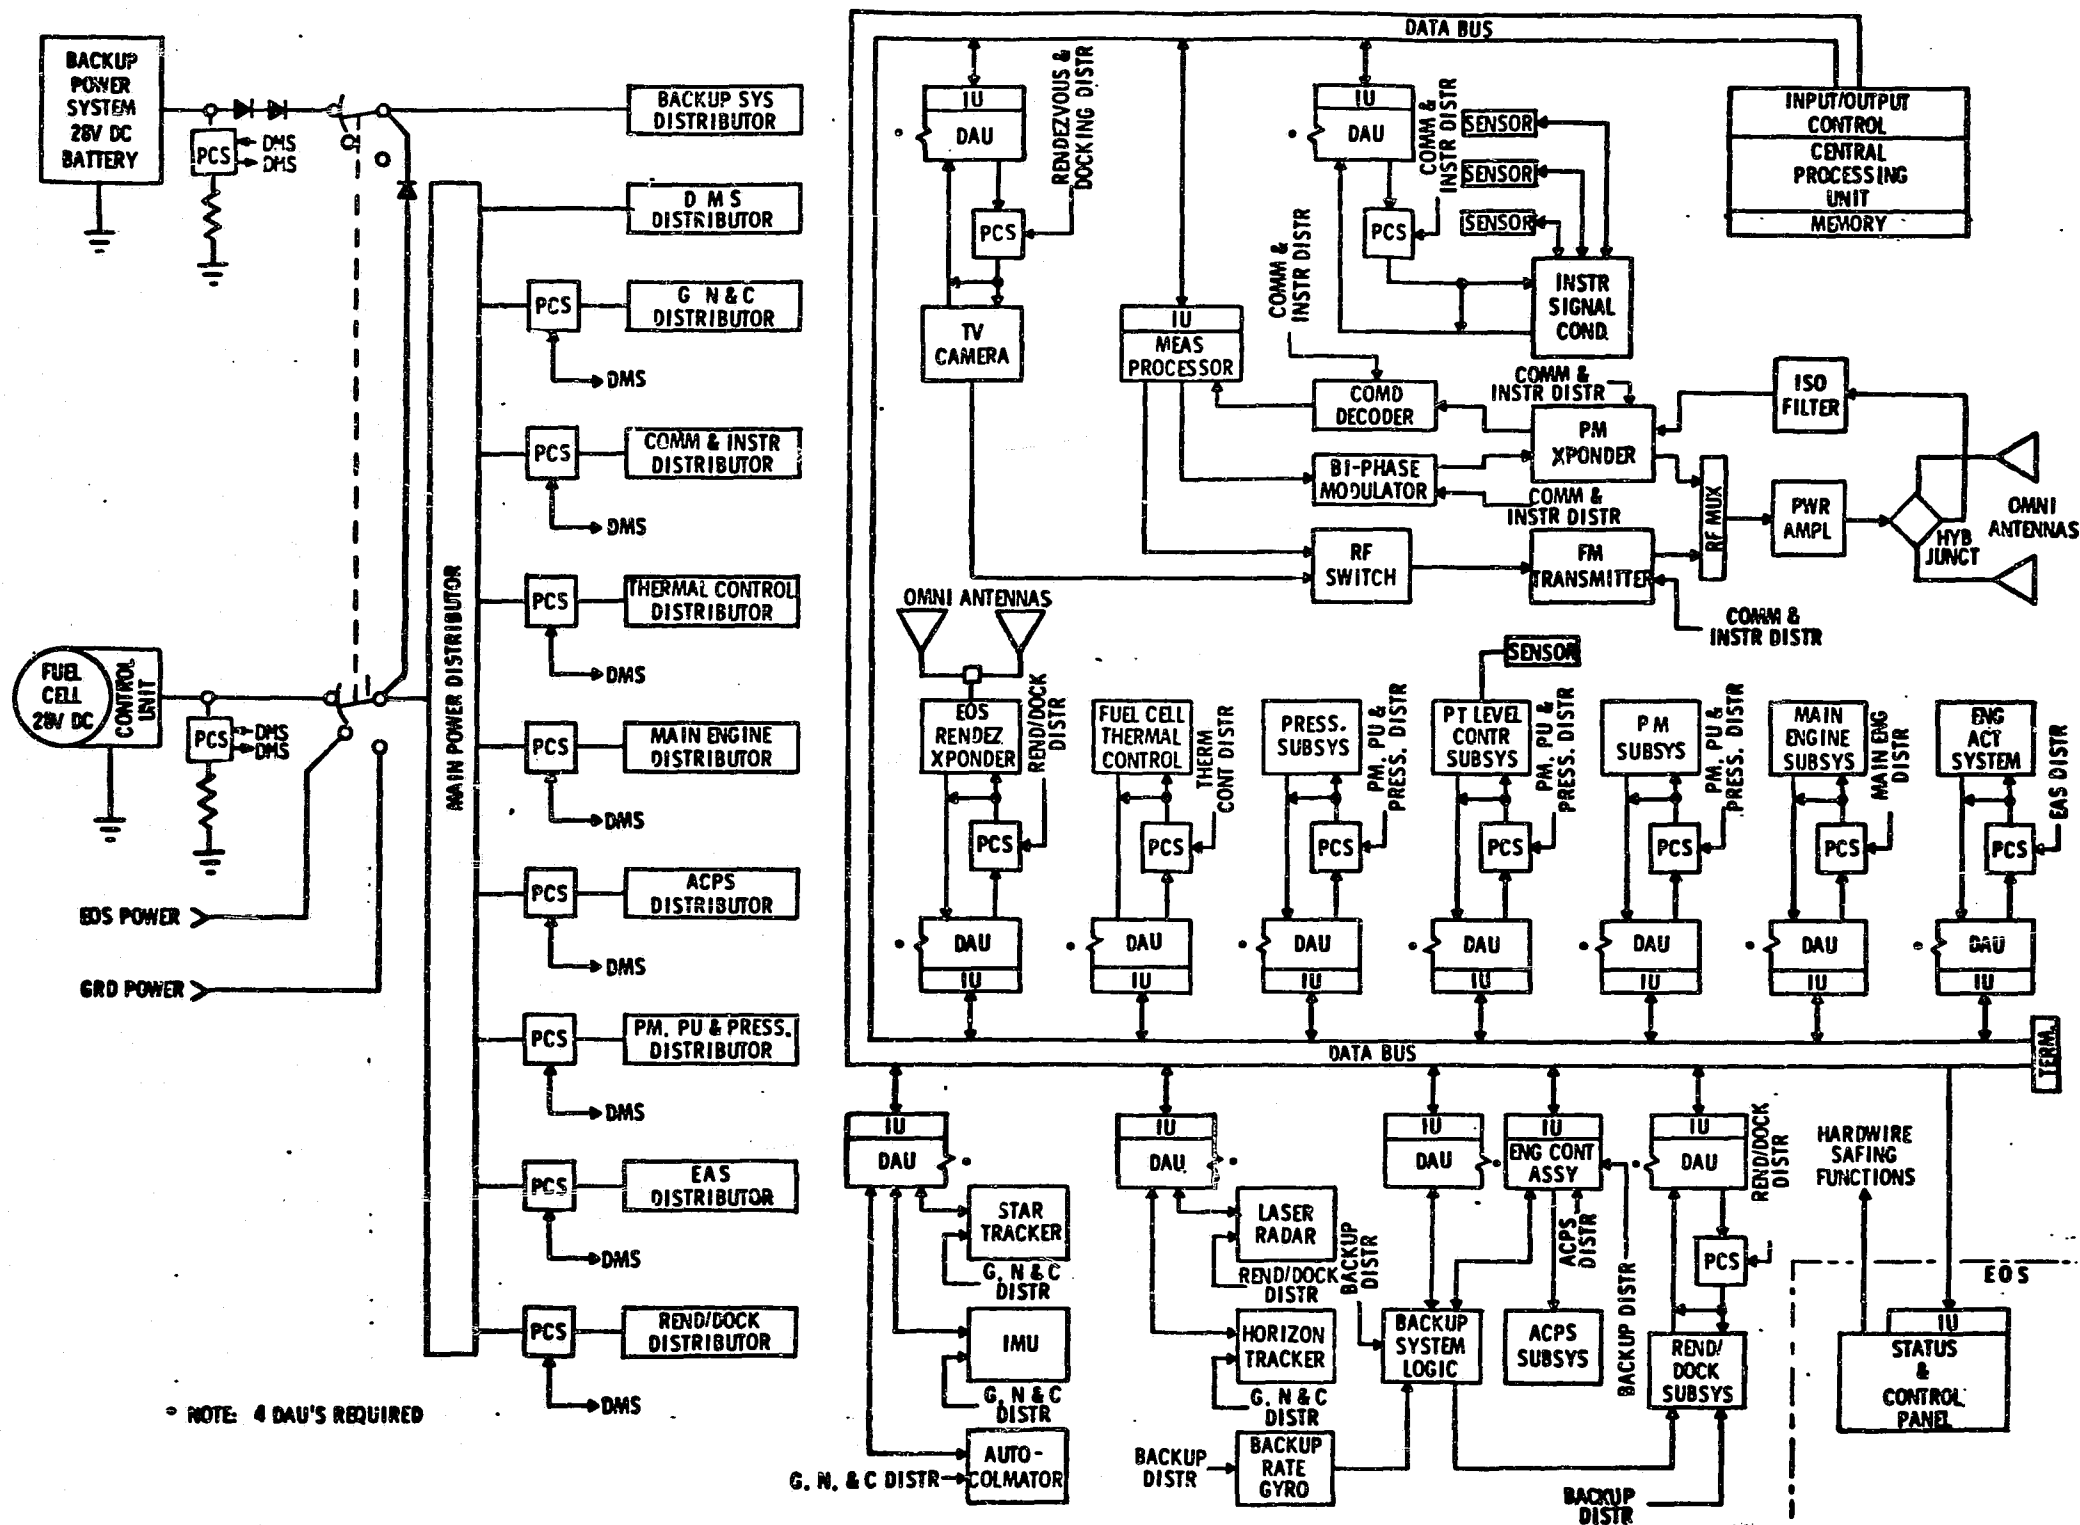 BACKUP
POWER
SYSTEM
28V DC
BATTERY
PCS
DMS
DMS
BACKUP SYS
DISTRIBUTOR
D M S
DISTRIBUTOR
PCS
G N & C
DISTRIBUTOR
DMS
PCS
COMM & INSTR
DISTRIBUTOR
DMS
PCS
THERMAL CONTROL
DISTRIBUTOR
DMS
MAIN POWER DISTRIBUTOR
FUEL
CELL
28V DC
CONTROL
UNIT
PCS
DMS
DMS
PCS
MAIN ENGINE
DISTRIBUTOR
DMS
PCS
ACPS
DISTRIBUTOR
DMS
EOS POWER
GRD POWER
PCS
PM. PU & PRESS.
DISTRIBUTOR
DMS
PCS
EAS
DISTRIBUTOR
DMS
PCS
REND/DOCK
DISTRIBUTOR
DMS
• NOTE: 4 DAU'S REQUIRED
DATA BUS
INPUT/OUTPUT
CONTROL
CENTRAL
PROCESSING
UNIT
MEMORY
IU
• DAU
RENDEZVOUS &
DOCKING DISTR
PCS
TV
CAMERA
IU
MEAS
PROCESSOR
IU
• DAU
COMM &
INSTR DISTR
PCS
SENSOR
SENSOR
SENSOR
INSTR
SIGNAL
COND.
COMM &
INSTR DISTR
COMD
DECODER
COMM &
INSTR DISTR
PM
XPONDER
ISO
FILTER
BI-PHASE
MODULATOR
COMM &
INSTR DISTR
RF MUX
PWR
AMPL
HYB
JUNCT
OMNI
ANTENNAS
RF
SWITCH
FM
TRANSMITTER
COMM &
INSTR DISTR
OMNI ANTENNAS
EOS
RENDEZ
XPONDER
REND/DOCK
DISTR
PCS
• DAU
IU
FUEL CELL
THERMAL
CONTROL
THERM
CONT DISTR
PCS
• DAU
IU
PRESS.
SUBSYS
PM. PU &
PRESS. DISTR
PCS
• DAU
IU
SENSOR
PT LEVEL
CONTR
SUBSYS
PM. PU &
PRESS. DISTR
PCS
• DAU
IU
P M
SUBSYS
PM. PU &
PRESS. DISTR
PCS
• DAU
IU
MAIN
ENGINE
SUBSYS
MAIN ENG
DISTR
PCS
• DAU
IU
ENG
ACT
SYSTEM
EAS DISTR
PCS
• DAU
IU
DATA BUS
TERM.
IU
DAU •
STAR
TRACKER
G. N & C
DISTR
IMU
G. N & C
DISTR
AUTO-
COLMATOR
G. N. & C DISTR
IU
DAU •
LASER
RADAR
REND/DOCK
DISTR
HORIZON
TRACKER
G. N & C
DISTR
BACKUP
DISTR
BACKUP
RATE
GYRO
IU
DAU •
BACKUP
DISTR
BACKUP
SYSTEM
LOGIC
IU
ENG CONT
ASSY
ACPS
DISTR
BACKUP DISTR
ACPS
SUBSYS
IU
• DAU
REND/DOCK
DISTR
PCS
REND/
DOCK
SUBSYS
BACKUP
DISTR
HARDWIRE
SAFING
FUNCTIONS
EOS
IU
STATUS
&
CONTROL
PANEL